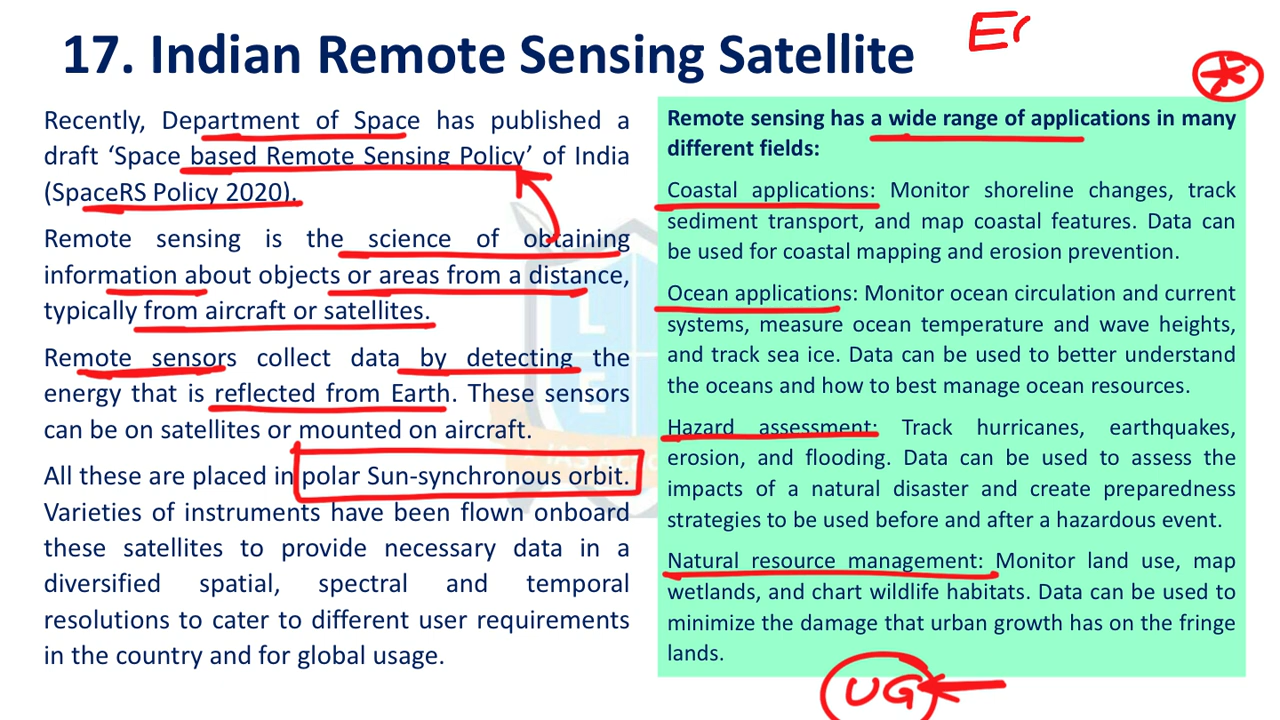 17. Indian Remote Sensing Satellite
Recently, Department of Space has published a
draft ‘Space based Remote Sensing Policy’ of India
(SpaceRS Policy 2020).
Remote sensing is the science of obtaining
information about objects or areas from a distance,
typically from aircraft or satellites.
Remote sensors collect data by detecting the
energy that is reflected from Earth. These sensors
can be on satellites or mounted on aircraft.
All these are placed in polar Sun-synchronous orbit.
Varieties of instruments have been flown onboard
these satellites to provide necessary data in a
diversified spatial, spectral and temporal
resolutions to cater to different user requirements
in the country and for global usage.
Remote sensing has a wide range of applications in many
different fields:
Coastal applications: Monitor shoreline changes, track
sediment transport, and map coastal features. Data can
be used for coastal mapping and erosion prevention.
Ocean applications: Monitor ocean circulation and current
systems, measure ocean temperature and wave heights,
and track sea ice. Data can be used to better understand
the oceans and how to best manage ocean resources.
Hazard assessment: Track hurricanes, earthquakes,
erosion, and flooding. Data can be used to assess the
impacts of a natural disaster and create preparedness
strategies to be used before and after a hazardous event.
Natural resource management: Monitor land use, map
wetlands, and chart wildlife habitats. Data can be used to
minimize the damage that urban growth has on the fringe
lands.
UG